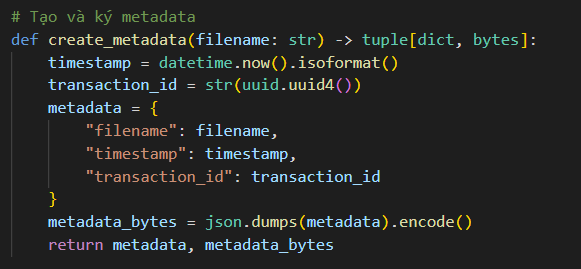 # Tạo và ký metadata
def create_metadata(filename: str) -> tuple[dict, bytes]:
    timestamp = datetime.now().isoformat()
    transaction_id = str(uuid.uuid4())
    metadata = {
        "filename": filename,
        "timestamp": timestamp,
        "transaction_id": transaction_id
    }
    metadata_bytes = json.dumps(metadata).encode()
    return metadata, metadata_bytes